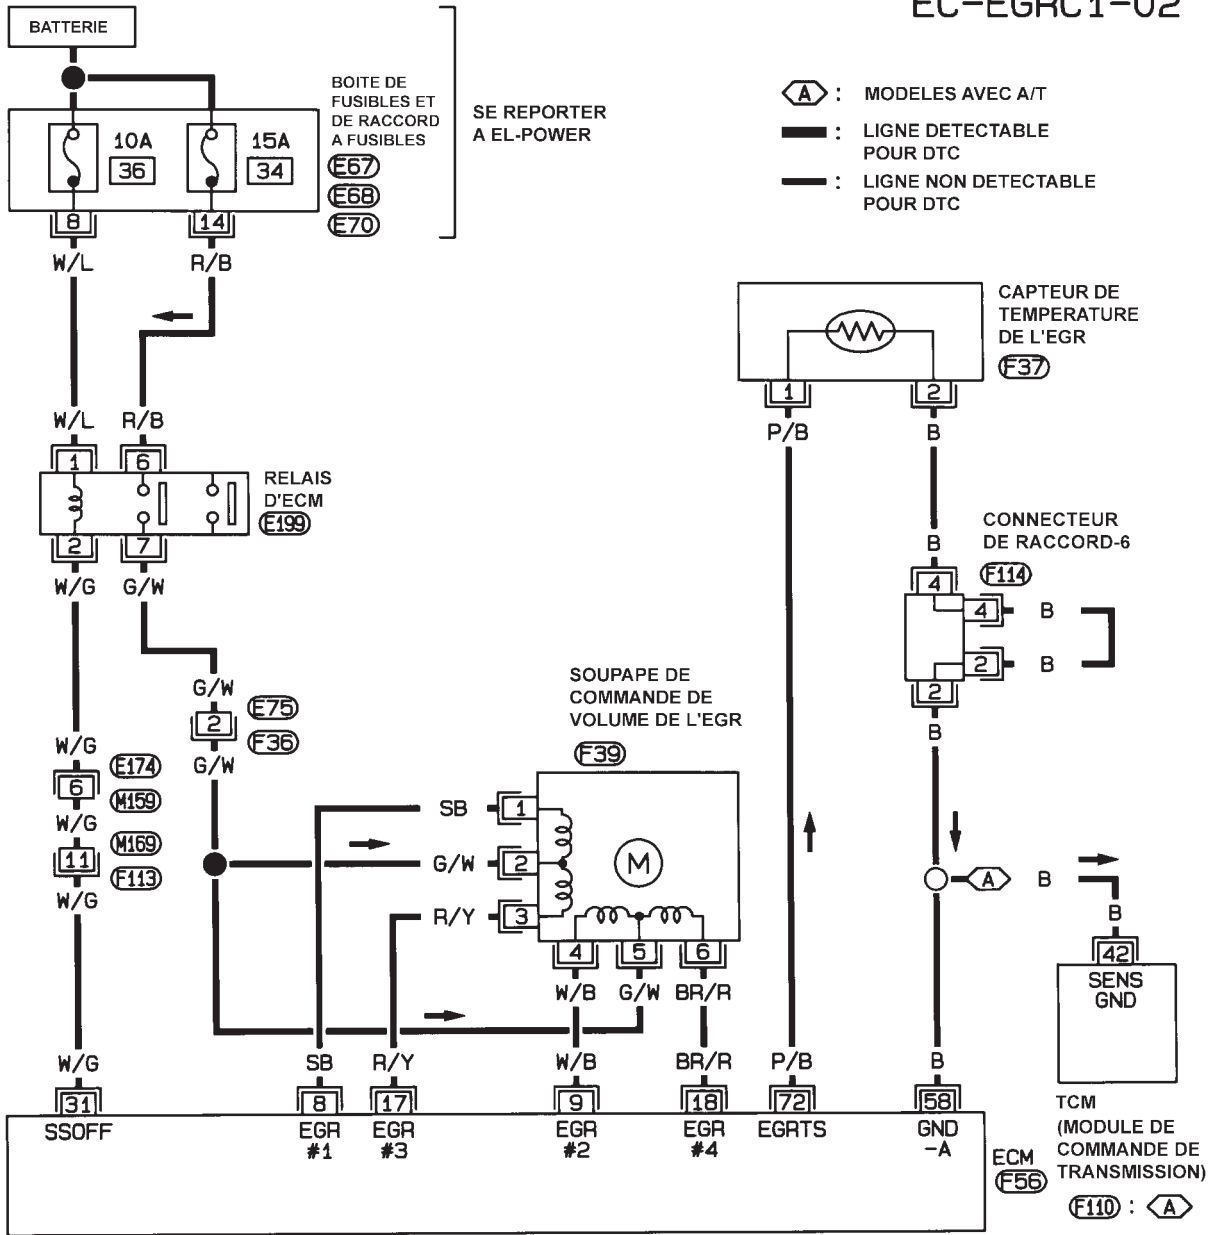 EC-EGRC1-02
BATTERIE
BOITE DE
FUSIBLES ET
DE RACCORD
A FUSIBLES
E67
E68
E70
SE REPORTER
A EL-POWER
A : MODELES AVEC A/T
: LIGNE DETECTABLE
POUR DTC
: LIGNE NON DETECTABLE
POUR DTC
10A
36
15A
34
8
14
W/L
R/B
CAPTEUR DE
TEMPERATURE
DE L'EGR
F37
1
2
P/B
B
W/L
R/B
1
6
RELAIS
D'ECM
E199
2
7
W/G
G/W
B
CONNECTEUR
DE RACCORD-6
F114
4
4
B
2
B
2
B
G/W
2
E75
F36
G/W
W/G
6
E174
M159
W/G
M169
11
F113
W/G
SOUPAPE DE
COMMANDE DE
VOLUME DE L'EGR
F39
SB
1
G/W
2
R/Y
3
M
4
5
6
W/B
G/W
BR/R
A
B
B
42
SENS
GND
W/G
SB
R/Y
W/B
BR/R
P/B
B
31
8
17
9
18
72
58
SSOFF
EGR
#1
EGR
#3
EGR
#2
EGR
#4
EGRTS
GND
-A
ECM
F56
TCM
(MODULE DE
COMMANDE DE
TRANSMISSION)
F110 : A